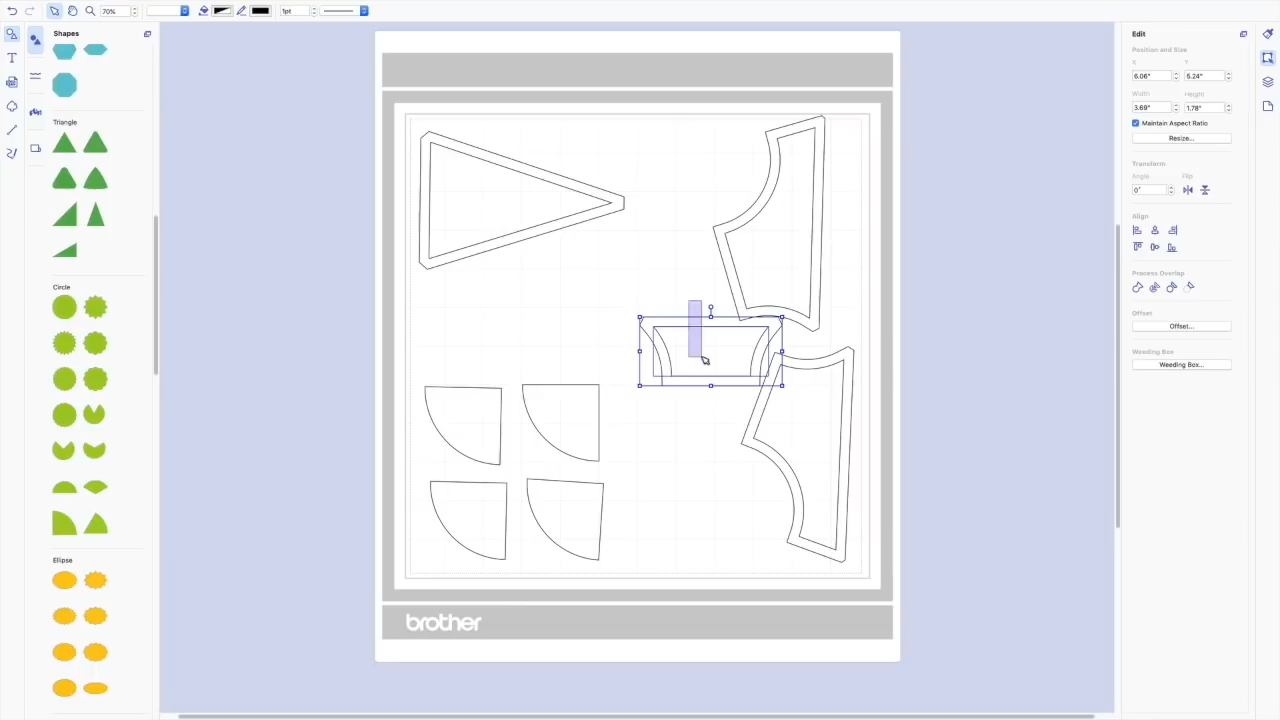 70%
1pt
Shapes
Triangle
Circle
Ellipse
brother
Edit
Position and Size
X
Y
6.06"
5.24"
Width
Height
3.69"
1.78"
Maintain Aspect Ratio
Resize...
Transform
Angle
Flip
0°
Align
Process Overlap
Offset
Offset...
Weeding Box
Weeding Box...